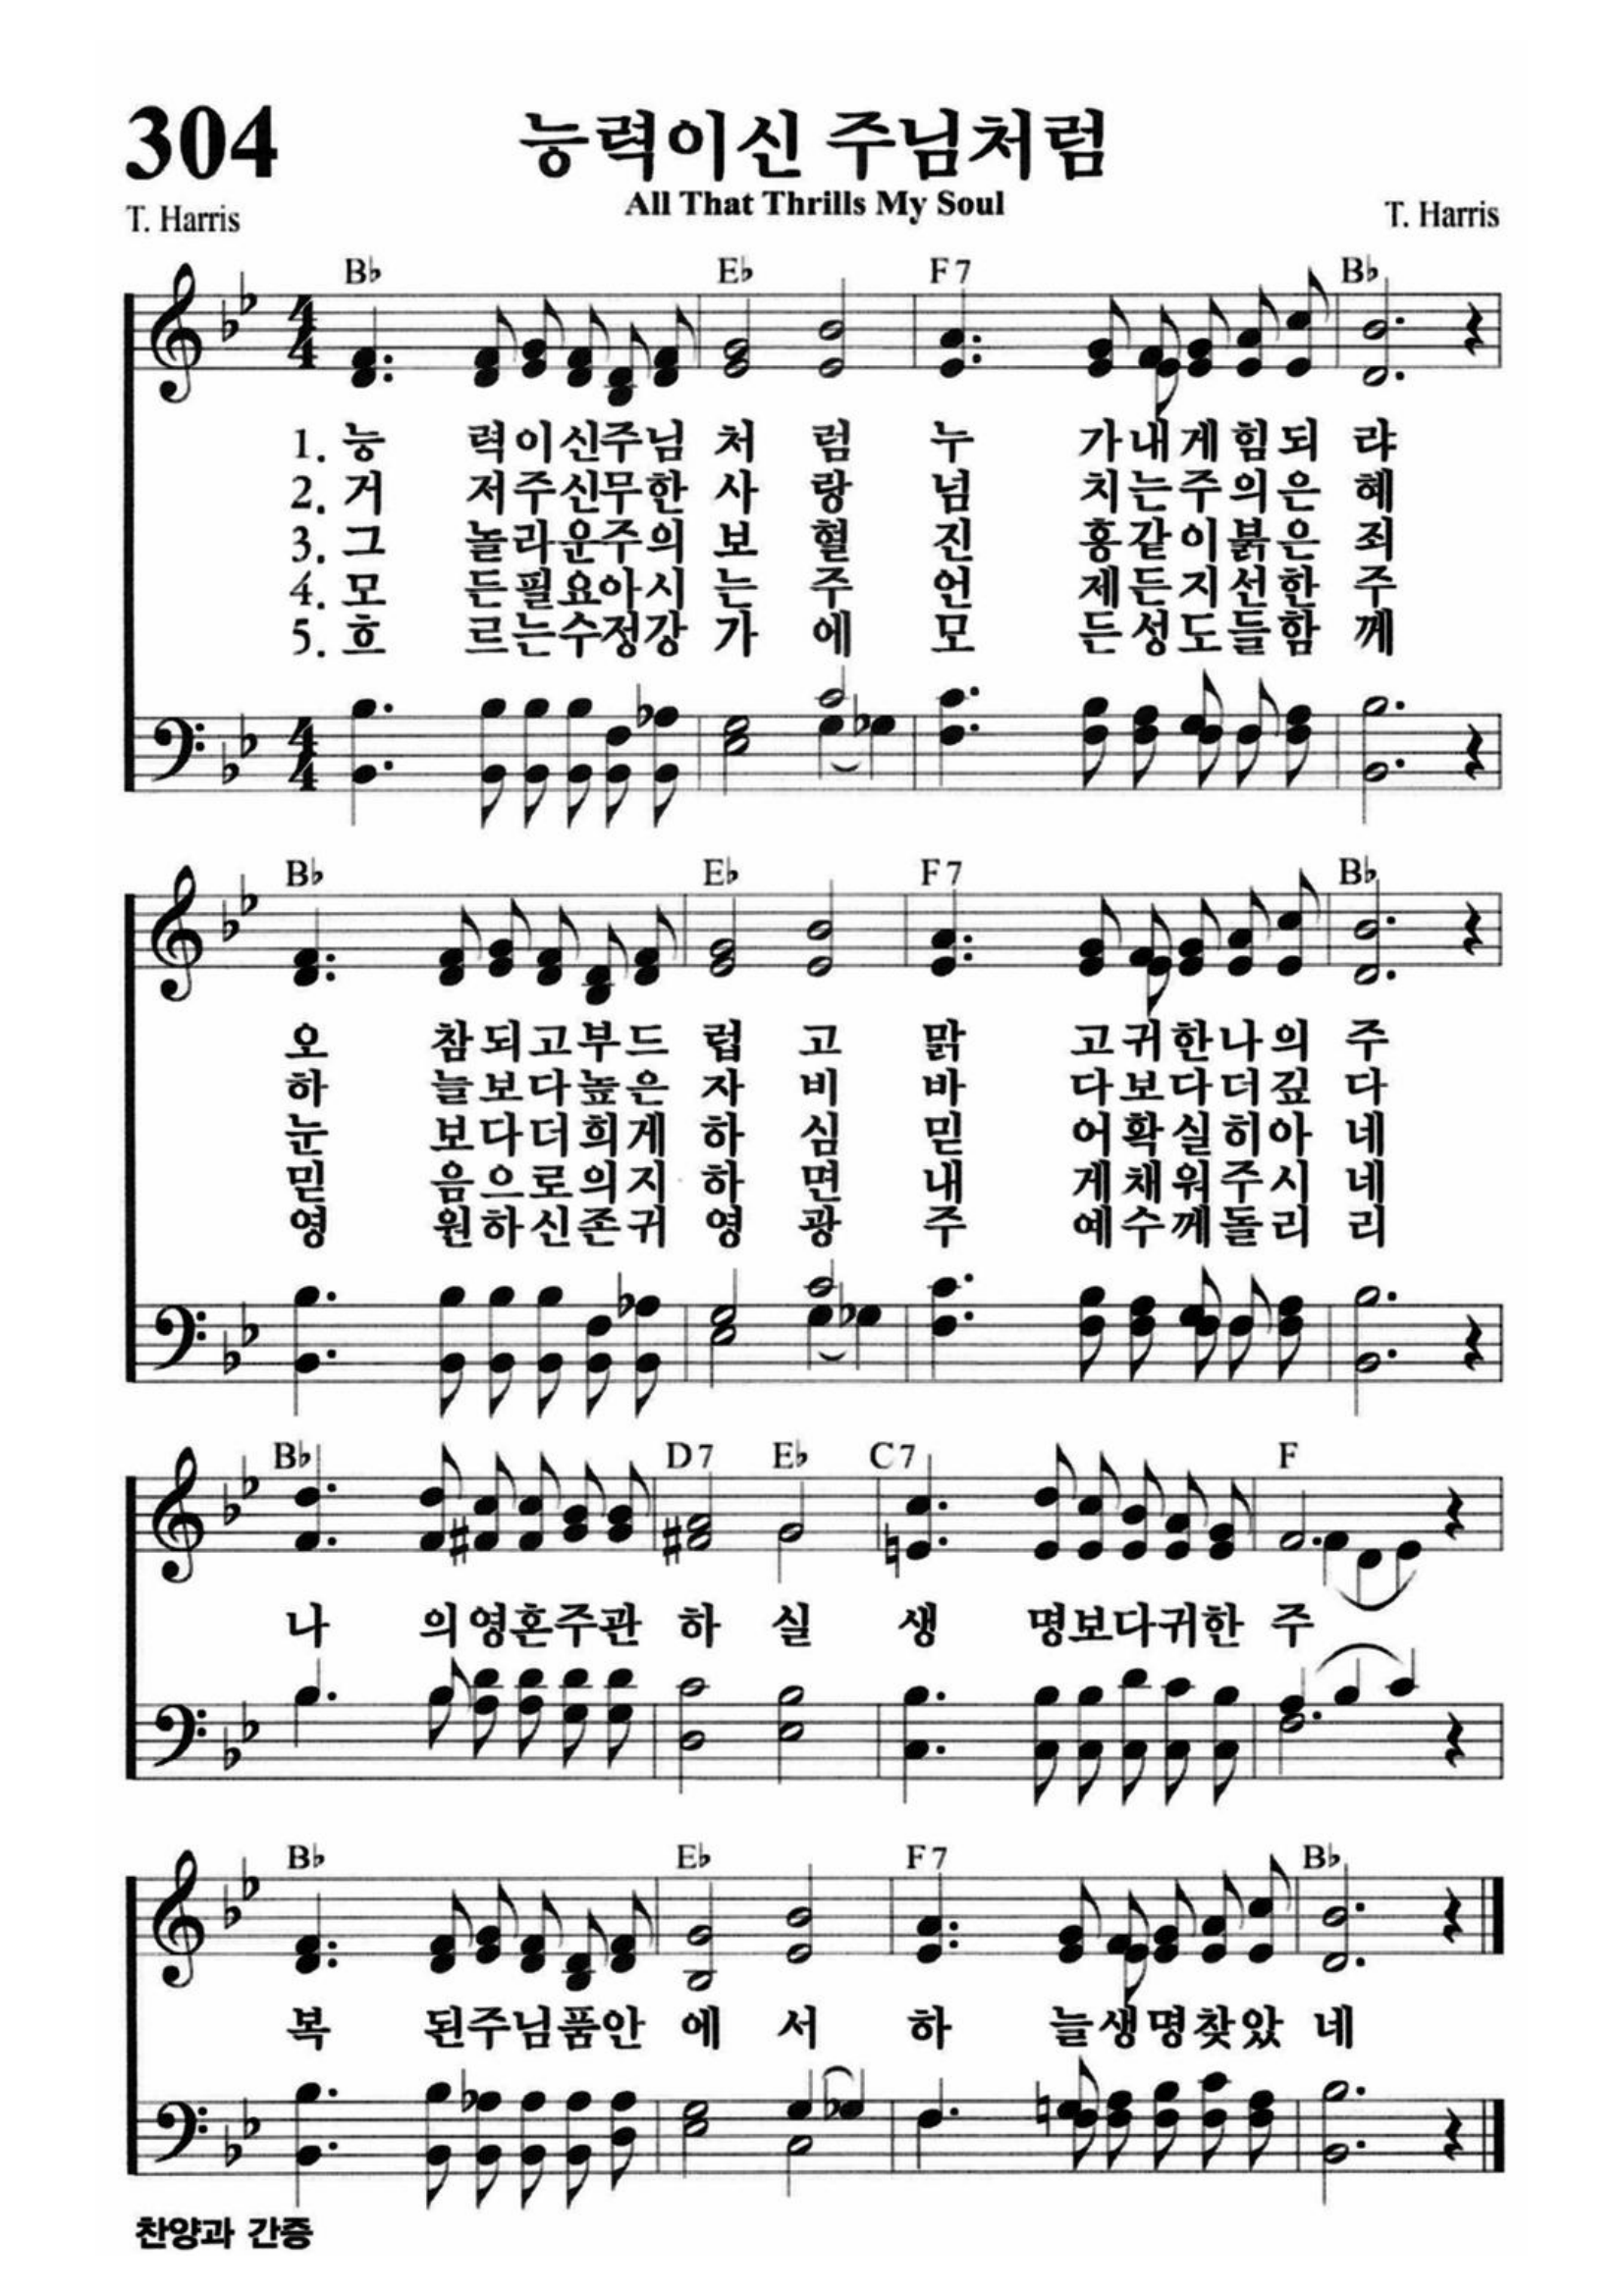 304
능력이신 주님처럼
All That Thrills My Soul
T. Harris
T. Harris
B♭ E♭ F7 B♭
1. 능 력이신주님 처 럼 누 가내게힘되 랴
2. 거 저주신무한 사 랑 넘 치는주의은 혜
3. 그 놀라운주의 보 혈 진 홍같이붉은 죄
4. 모 든필요아시 는 주 언 제든지선한 주
5. 흐 르는수정강 가 에 모 든성도들함 께
B♭ E♭ F7 B♭
오 참되고부드 럽 고 맑 고귀한나의 주
하 늘보다높은 자 비 바 다보다더깊 다
눈 보다더희게 하 심 믿 어확실히아 네
믿 음으로의지 하 면 내 게채워주시 네
영 원하신존귀 영 광 주 예수께돌리 리
B♭ D7 E♭ C7 F
나 의영혼주관 하 실 생 명보다귀한 주
B♭ E♭ F7 B♭
복 된주님품안 에 서 하 늘생명찾았 네
찬양과 간증